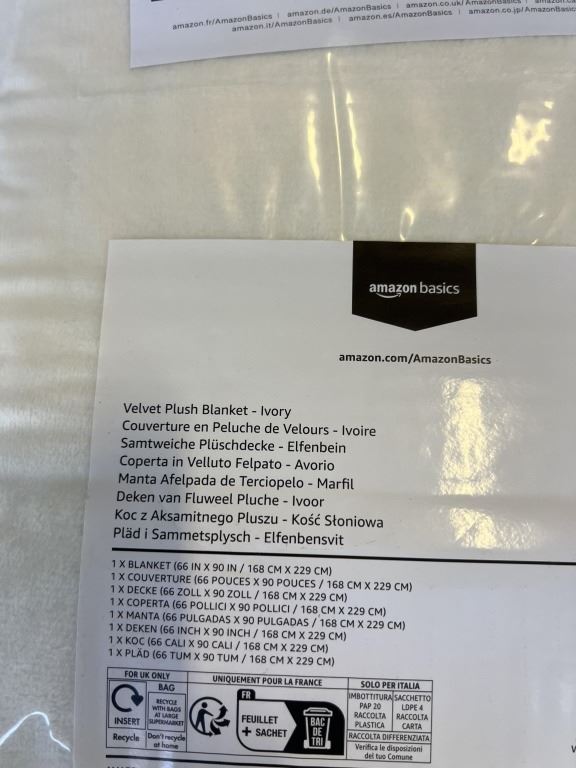 amazon.fr/AmazonBasics | amazon.de/AmazonBasics | amazon.co.uk/AmazonBasics |
amazon.it/AmazonBasics | amazon.es/AmazonBasics | amazon.co.jp/AmazonBasic
amazon basics
amazon.com/AmazonBasics
Velvet Plush Blanket - Ivory
Couverture en Peluche de Velours - Ivoire
Samtweiche Plüschdecke - Elfenbein
Coperta in Velluto Felpato - Avorio
Manta Afelpada de Terciopelo - Marfil
Deken van Fluweel Pluche - Ivoor
Koc z Aksamitnego Pluszu - Kość Słoniowa
Pläd i Sammetsplysch - Elfenbensvit
1 X BLANKET (66 IN X 90 IN / 168 CM X 229 CM)
1 X COUVERTURE (66 POUCES X 90 POUCES / 168 CM X 229 CM)
1 X DECKE (66 ZOLL X 90 ZOLL / 168 CM X 229 CM)
1 X COPERTA (66 POLLICI X 90 POLLICI / 168 CM X 229 CM)
1 X MANTA (66 PULGADAS X 90 PULGADAS / 168 CM X 229 CM)
1 X DEKEN (66 INCH X 90 INCH / 168 CM X 229 CM)
1 X KOC (66 CALI X 90 CALI / 168 CM X 229 CM)
1 X PLÄD (66 TUM X 90 TUM / 168 CM X 229 CM)
FOR UK ONLY
BAG
RECYCLE
WITH BAGS
AT LARGE
SUPERMARKET
INSERT
Recycle
Don't recycle
at home
UNIQUEMENT POUR LA FRANCE
FR
FEUILLET
+ SACHET
BAC
DE
TRI
SOLO PER ITALIA
IMBOTTITURA SACCHETTO
PAP 20 LDPE 4
RACCOLTA RACCOLTA
PLASTICA CARTA
RACCOLTA DIFFERENZIATA
Verifica le disposizioni
del tuo Comune